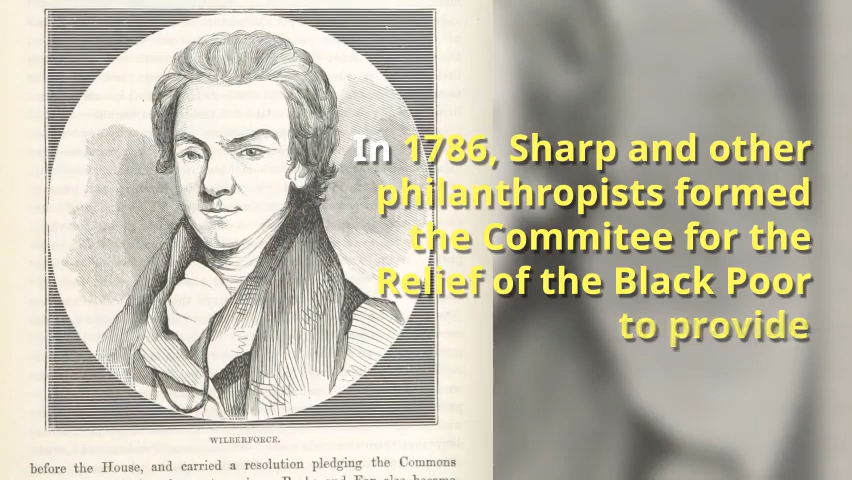 In 1786, Sharp and other
philanthropists formed
the Commitee for the
Relief of the Black Poor
to provide
WILBERFORCE.
before the House, and carried a resolution pledging the Commons